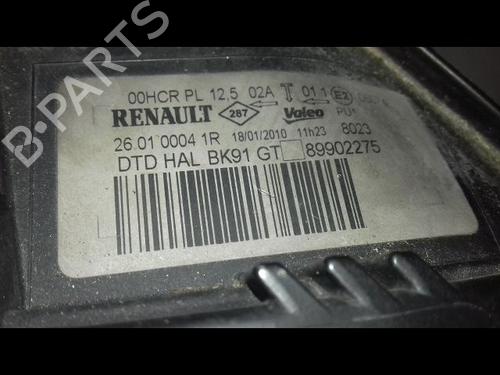 00HCR PL 12,5 02A 01.1 E2
RENAULT 287 Valeo PU*
26.01 0004 1R 18/01/2010 11h23 8023
DTD HAL BK91 GT 89902275